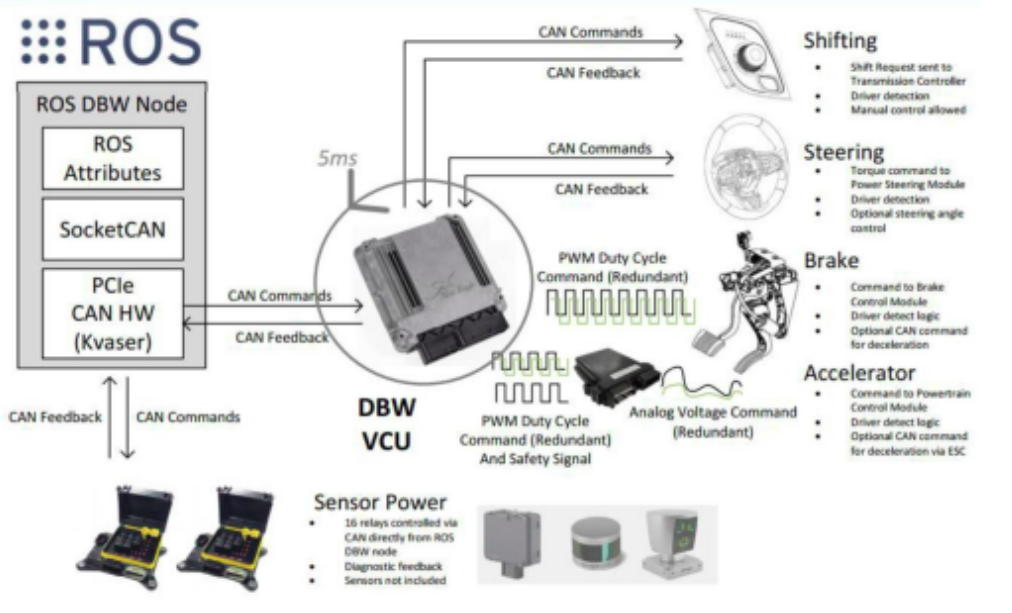 ROS
ROS DBW Node
ROS
Attributes
SocketCAN
PCIe
CAN HW
(Kvaser)
CAN Commands
CAN Feedback
CAN Feedback
CAN Commands
5ms
DBW
VCU
CAN Commands
CAN Feedback
Shifting
• Shift Request sent to
Transmission Controller
• Driver detection
• Manual control allowed
CAN Commands
CAN Feedback
Steering
• Torque command to
Power Steering Module
• Driver detection
• Optional steering angle
control
PWM Duty Cycle
Command (Redundant)
Brake
• Command to Brake
Control Module
• Driver detect logic
• Optional CAN command
for deceleration
PWM Duty Cycle
Command (Redundant)
And Safety Signal
Analog Voltage Command
(Redundant)
Accelerator
• Command to Powertrain
Control Module
• Driver detect logic
• Optional CAN command
for deceleration via ESC
Sensor Power
• 16 relays controlled via
CAN directly from ROS
DBW node
• Diagnostic feedback
• Sensors not included